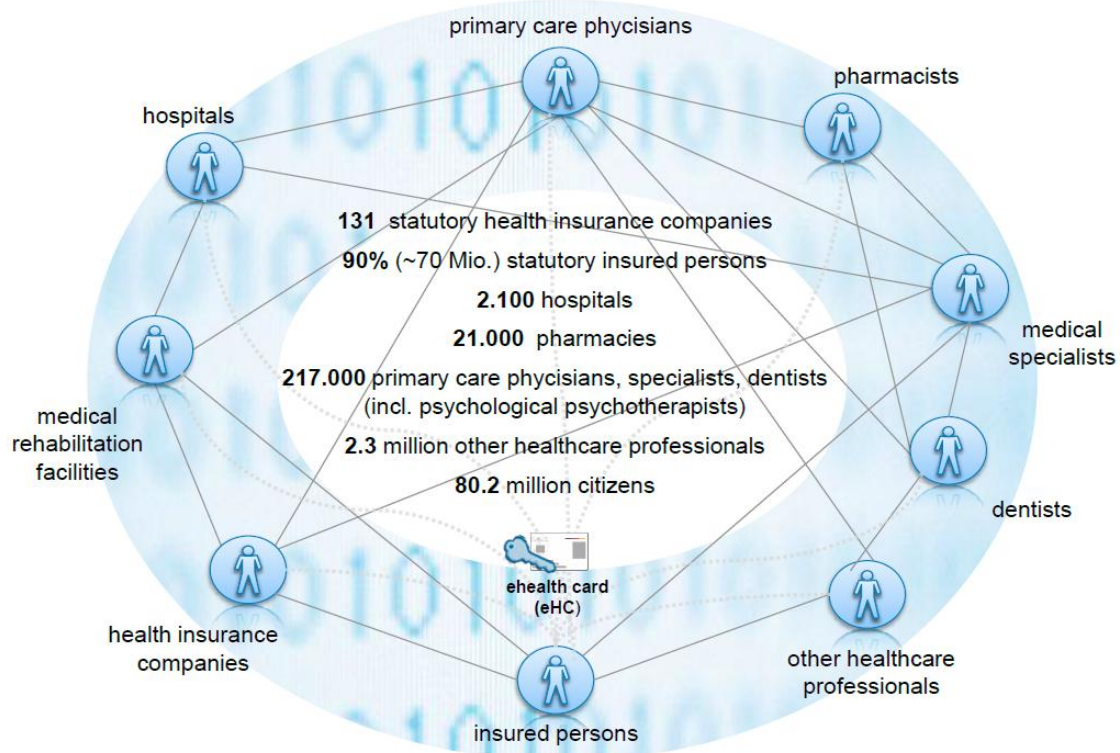 primary care phycisians
pharmacists
hospitals
131 statutory health insurance companies
90% (~70 Mio.) statutory insured persons
2.100 hospitals
21.000 pharmacies
217.000 primary care phycisians, specialists, dentists
(incl. psychological psychotherapists)
2.3 million other healthcare professionals
80.2 million citizens
medical
specialists
medical
rehabilitation
facilities
dentists
ehealth card
(eHC)
health insurance
companies
other healthcare
professionals
insured persons